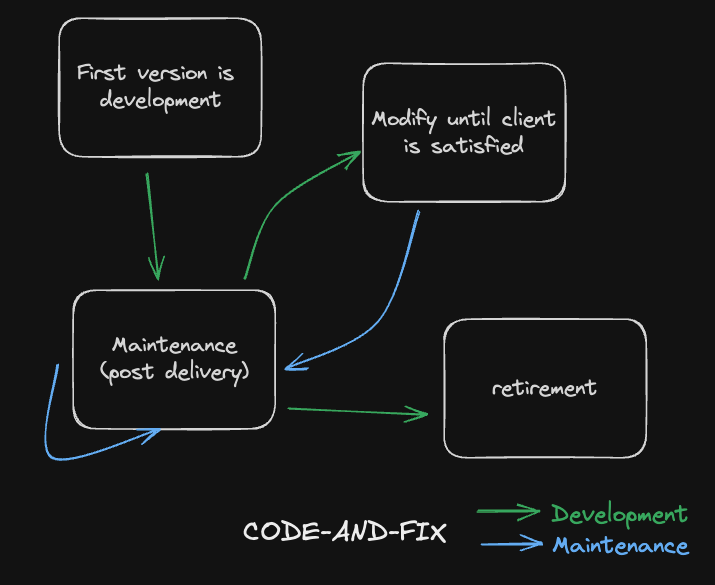 First version is
development
Modify until client
is satisfied
Maintenance
(post delivery)
retirement
CODE-AND-FIX
Development
Maintenance